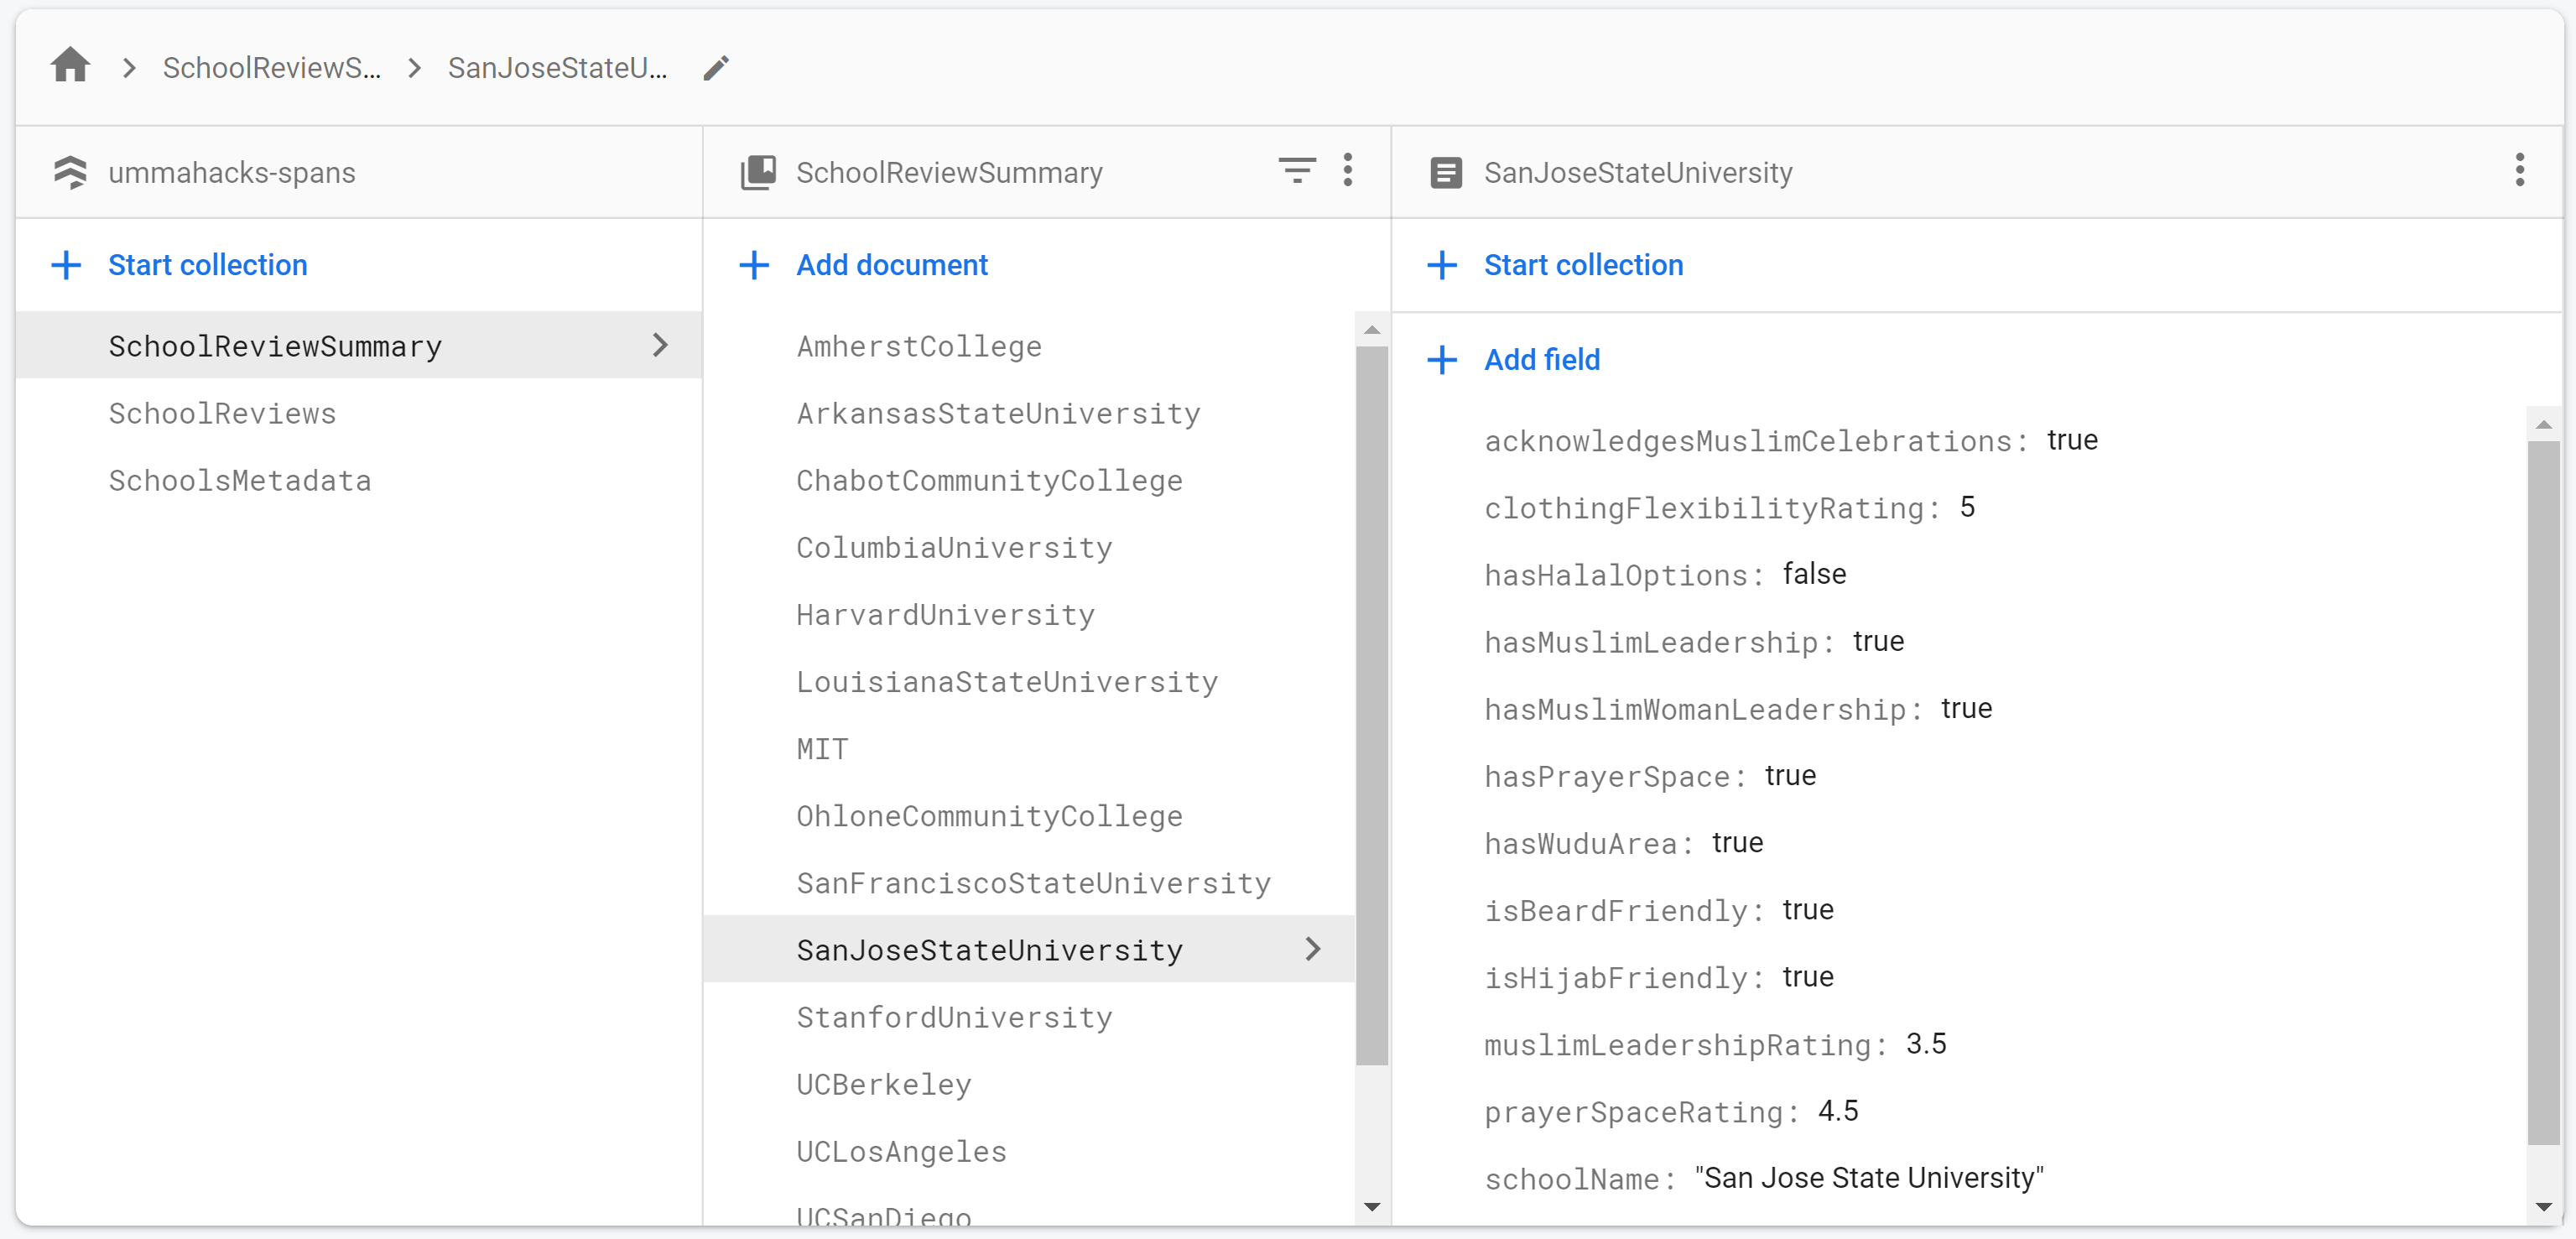 SchoolReviewS...
SanJoseStateU...
ummahacks-spans
SchoolReviewSummary
SanJoseStateUniversity
Start collection
SchoolReviewSummary
SchoolReviews
SchoolsMetadata
Add document
AmherstCollege
ArkansasStateUniversity
ChabotCommunityCollege
ColumbiaUniversity
HarvardUniversity
LouisianaStateUniversity
MIT
OhloneCommunityCollege
SanFranciscoStateUniversity
SanJoseStateUniversity
StanfordUniversity
UCBerkeley
UCLosAngeles
UCSanDiego
Start collection
Add field
acknowledgesMuslimCelebrations: true
clothingFlexibilityRating: 5
hasHalalOptions: false
hasMuslimLeadership: true
hasMuslimWomanLeadership: true
hasPrayerSpace: true
hasWuduArea: true
isBeardFriendly: true
isHijabFriendly: true
muslimLeadershipRating: 3.5
prayerSpaceRating: 4.5
schoolName: "San Jose State University"